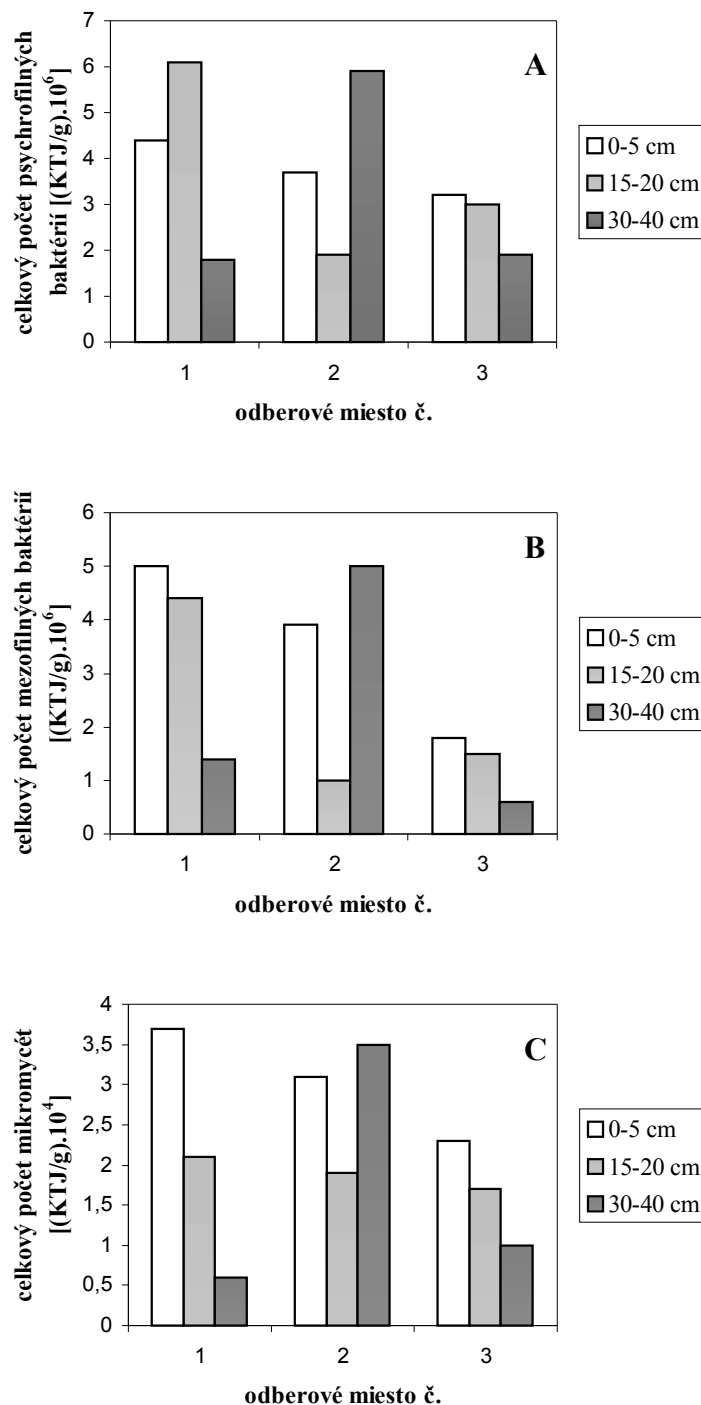 7
6
5
4
3
2
1
0
celkový počet psychrofilných
baktérií [(KTJ/g).10⁶
A
0-5 cm
15-20 cm
30-40 cm
1 2 3
odberové miesto č.
6
5
4
3
2
1
0
celkový počet mezofilných baktérií
[(KTJ/g).10⁶]
B
0-5 cm
15-20 cm
30-40 cm
1 2 3
odberové miesto č.
4
3,5
3
2,5
2
1,5
1
0,5
0
celkový počet mikromycét
[(KTJ/g).10⁴]
C
0-5 cm
15-20 cm
30-40 cm
1 2 3
odberové miesto č.